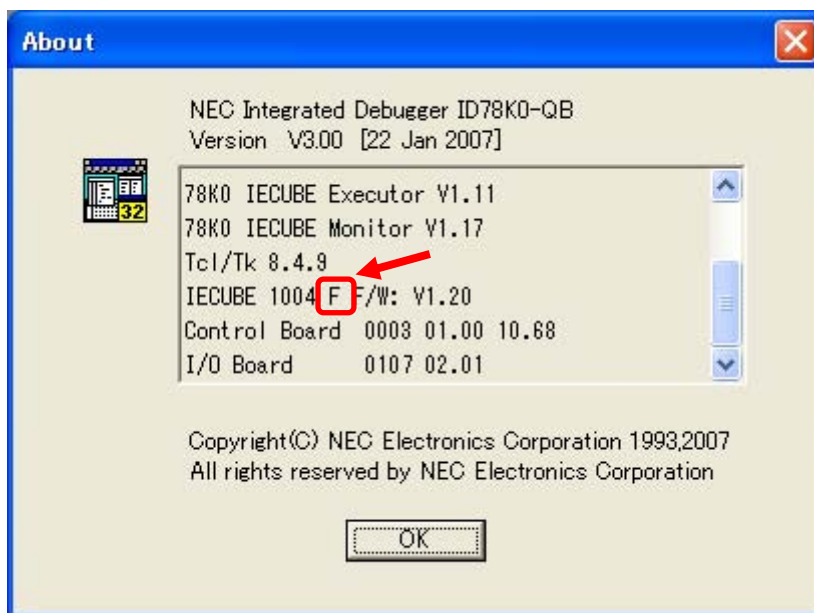 About
NEC Integrated Debugger ID78K0-QB
Version V3.00 [22 Jan 2007]
32
78K0 IECUBE Executor V1.11
78K0 IECUBE Monitor V1.17
Tcl/Tk 8.4.9
IECUBE 1004 F F/W: V1.20
Control Board 0003 01.00 10.68
I/O Board 0107 02.01
Copyright(C) NEC Electronics Corporation 1993,2007
All rights reserved by NEC Electronics Corporation
OK